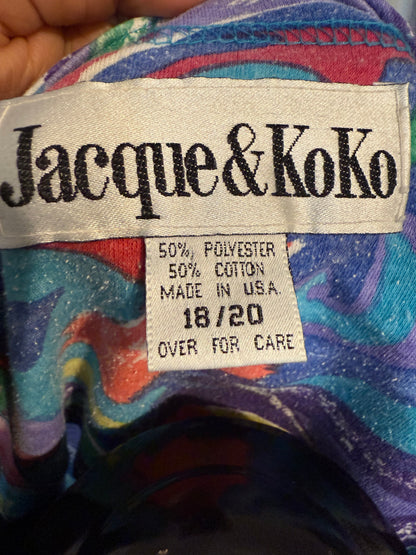 Jacque&KoKo
50% POLYESTER
50% COTTON
MADE IN U.S.A.
18/20
OVER FOR CARE